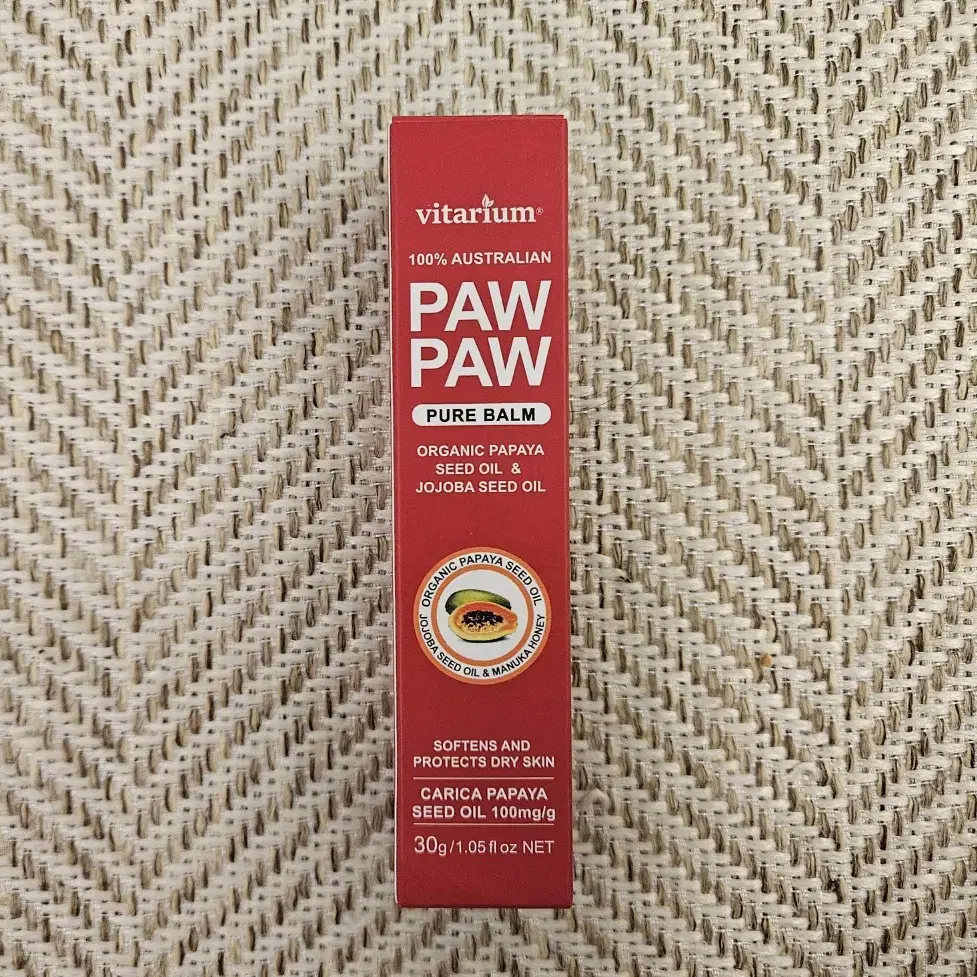 vitarium®
100% AUSTRALIAN
PAW
PAW
PURE BALM
ORGANIC PAPAYA
SEED OIL &
JOJOBA SEED OIL
ORGANIC PAPAYA SEED OIL
JOJOBA SEED OIL & MANUKA HONEY
SOFTENS AND
PROTECTS DRY SKIN
CARICA PAPAYA
SEED OIL 100mg/g
30g/1.05 fl oz NET